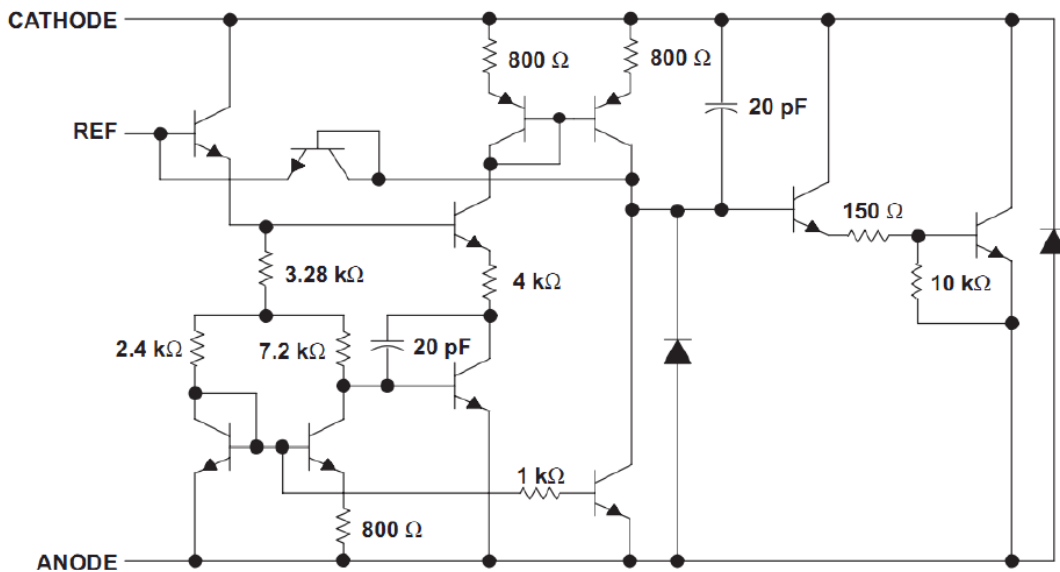 CATHODE
800 Ω
800 Ω
20 pF
REF
150 Ω
3.28 kΩ
4 kΩ
10 kΩ
2.4 kΩ
7.2 kΩ
20 pF
1 kΩ
800 Ω
ANODE